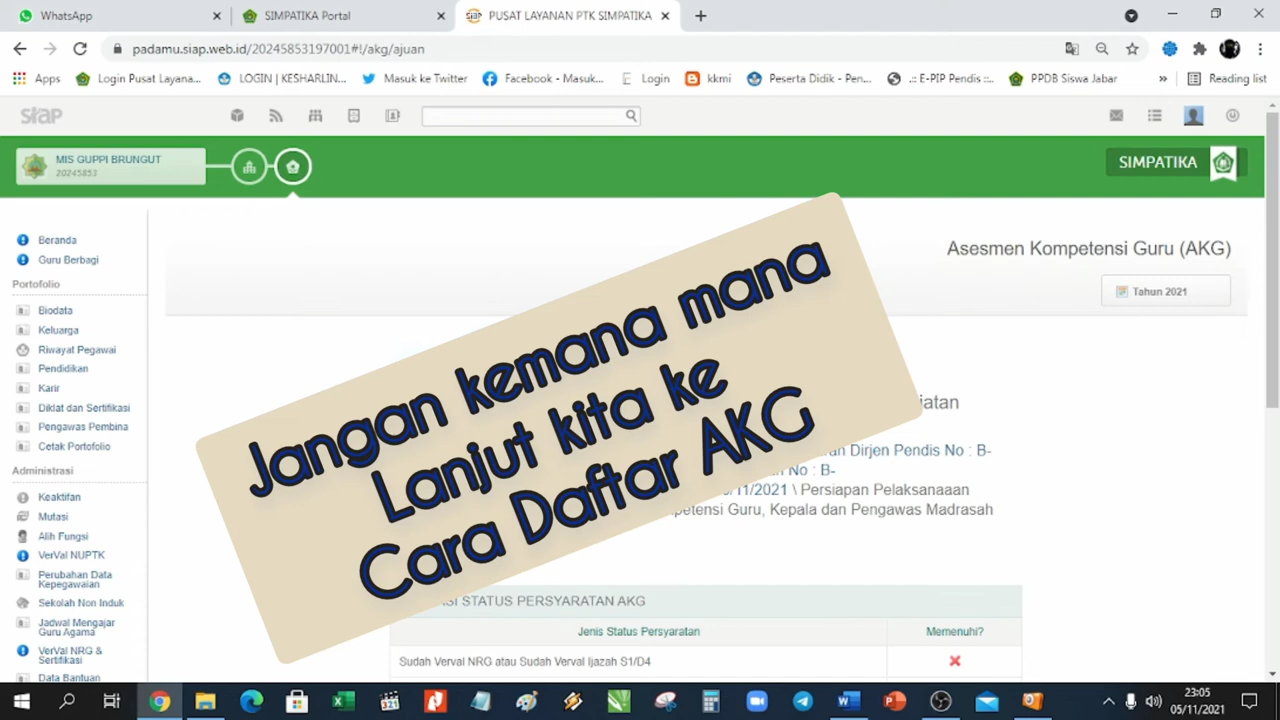 WhatsApp
SIMPATIKA Portal
PUSAT LAYANAN PTK SIMPATIKA
padamu.siap.web.id/20245853197001#!/akg/ajuan
Apps
Login Pusat Layana...
LOGIN | KESHARLIN...
Masuk ke Twitter
Facebook - Masuk...
Login
kkmi
Peserta Didik - Pen...
.: E-PIP Pendis ::..
PPDB Siswa Jabar
»
Reading list
siap
MIS GUPPI BRUNGUT
20245853
SIMPATIKA
Beranda
Guru Berbagi
Portofolio
Biodata
Keluarga
Riwayat Pegawai
Pendidikan
Karir
Diklat dan Sertifikasi
Pengawas Pembina
Cetak Portofolio
Administrasi
Keaktifan
Mutasi
Alih Fungsi
VerVal NUPTK
Perubahan Data
Kepegawaian
Sekolah Non Induk
Jadwal Mengajar
Guru Agama
VerVal NRG &
Sertifikasi
Data Bantuan
Asesmen Kompetensi Guru (AKG)
Tahun 2021
Jangan kemana mana
Lanjut kita ke
Cara Daftar AKG
iatan
Dirjen Pendis No : B-
No : B-
/11/2021 \ Persiapan Pelaksanaaan
petensi Guru, Kepala dan Pengawas Madrasah
SI STATUS PERSYARATAN AKG
Jenis Status Persyaratan
Memenuhi?
Sudah Verval NRG atau Sudah Verval Ijazah S1/D4
23:05
05/11/2021